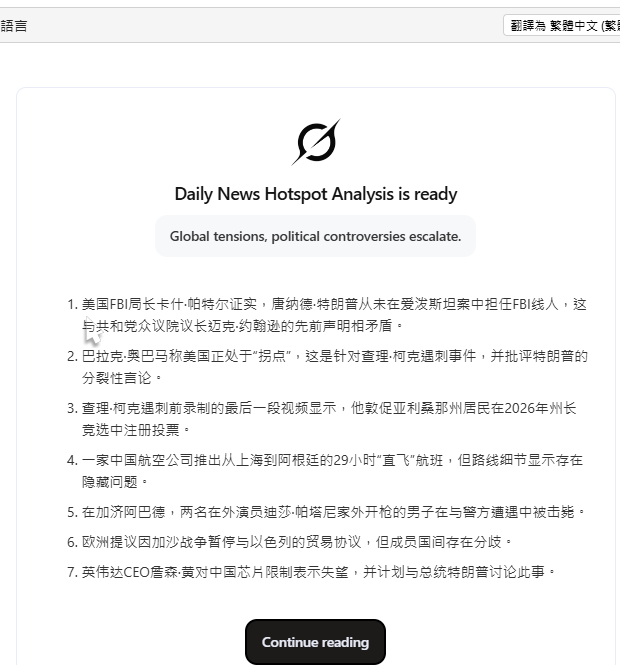 語言
翻譯為 繁體中文 (繁
Daily News Hotspot Analysis is ready
Global tensions, political controversies escalate.
1. 美国FBI局长卡什·帕特尔证实，唐纳德·特朗普从未在爱泼斯坦案中担任FBI线人，这
与共和党众议院议长迈克·约翰逊的先前声明相矛盾。
2. 巴拉克·奥巴马称美国正处于“拐点”，这是针对查理·柯克遇刺事件，并批评特朗普的
分裂性言论。
3. 查理·柯克遇刺前录制的最后一段视频显示，他敦促亚利桑那州居民在2026年州长
竞选中注册投票。
4. 一家中国航空公司推出从上海到阿根廷的29小时“直飞”航班，但路线细节显示存在
隐藏问题。
5. 在加济阿巴德，两名在外演员迪莎·帕塔尼家外开枪的男子在与警方遭遇中被击毙。
6. 欧洲提议因加沙战争暂停与以色列的贸易协议，但成员国间存在分歧。
7. 英伟达CEO詹森·黄对中国芯片限制表示失望，并计划与总统特朗普讨论此事。
Continue reading